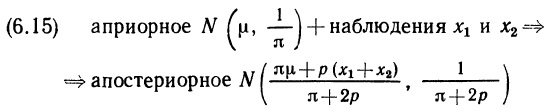 (6.15) априорное N (μ, 1/π) + наблюдения x₁ и x₂ ⇒
⇒ апостериорное N((πμ+p(x₁+x₂))/(π+2p), 1/(π+2p))